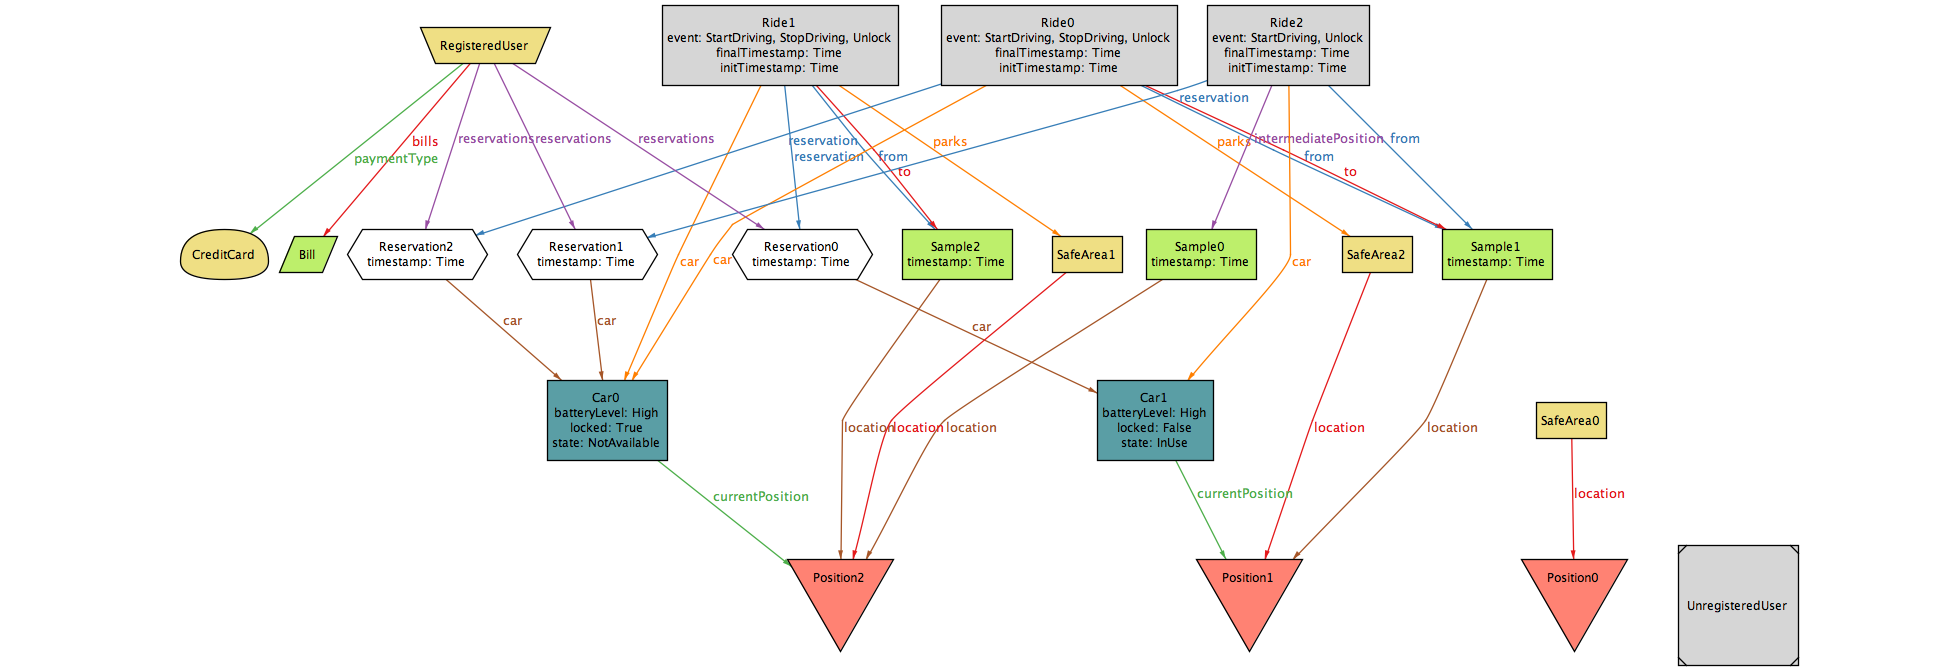 RegisteredUser
Ride1
event: StartDriving, StopDriving, Unlock
finalTimestamp: Time
initTimestamp: Time
Ride0
event: StartDriving, StopDriving, Unlock
finalTimestamp: Time
initTimestamp: Time
Ride2
event: StartDriving, Unlock
finalTimestamp: Time
initTimestamp: Time
reservation
bills
paymentType
reservations
reservations
reservations
reservation
reservation
from
to
parks
parks
intermediatePosition
from
from
to
CreditCard
Bill
Reservation2
timestamp: Time
Reservation1
timestamp: Time
Reservation0
timestamp: Time
Sample2
timestamp: Time
SafeArea1
Sample0
timestamp: Time
SafeArea2
Sample1
timestamp: Time
car
car
car
car
car
car
Car0
batteryLevel: High
locked: True
state: NotAvailable
Car1
batteryLevel: High
locked: False
state: InUse
location
location
location
location
location
SafeArea0
currentPosition
currentPosition
location
Position2
Position1
Position0
UnregisteredUser